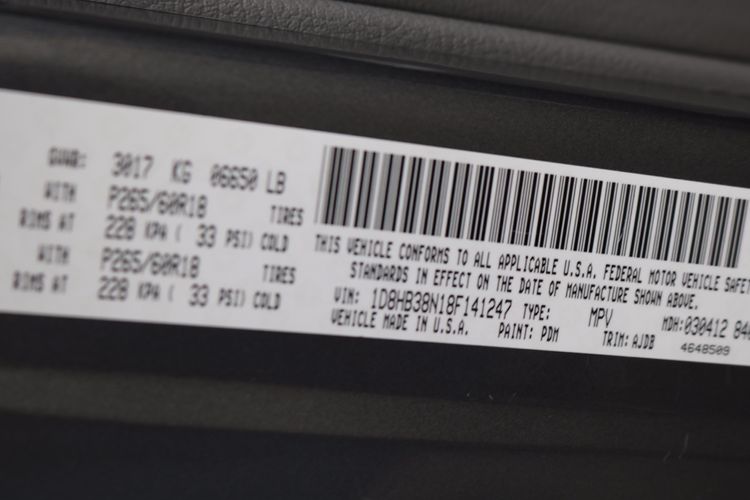 GVWR: 3017 KG 06650 LB
WITH P265/60R18 TIRES
RIMS AT 228 KPA ( 33 PSI) COLD
WITH P265/60R18 TIRES
RIMS AT 228 KPA ( 33 PSI) COLD
THIS VEHICLE CONFORMS TO ALL APPLICABLE U.S.A. FEDERAL MOTOR VEHICLE SAFET
STANDARDS IN EFFECT ON THE DATE OF MANUFACTURE SHOWN ABOVE.
VIN: 1D8HB38N18F141247 TYPE: MPV MDH:030412 840
VEHICLE MADE IN U.S.A. PAINT: PDM TRIM: AJDB
4648509